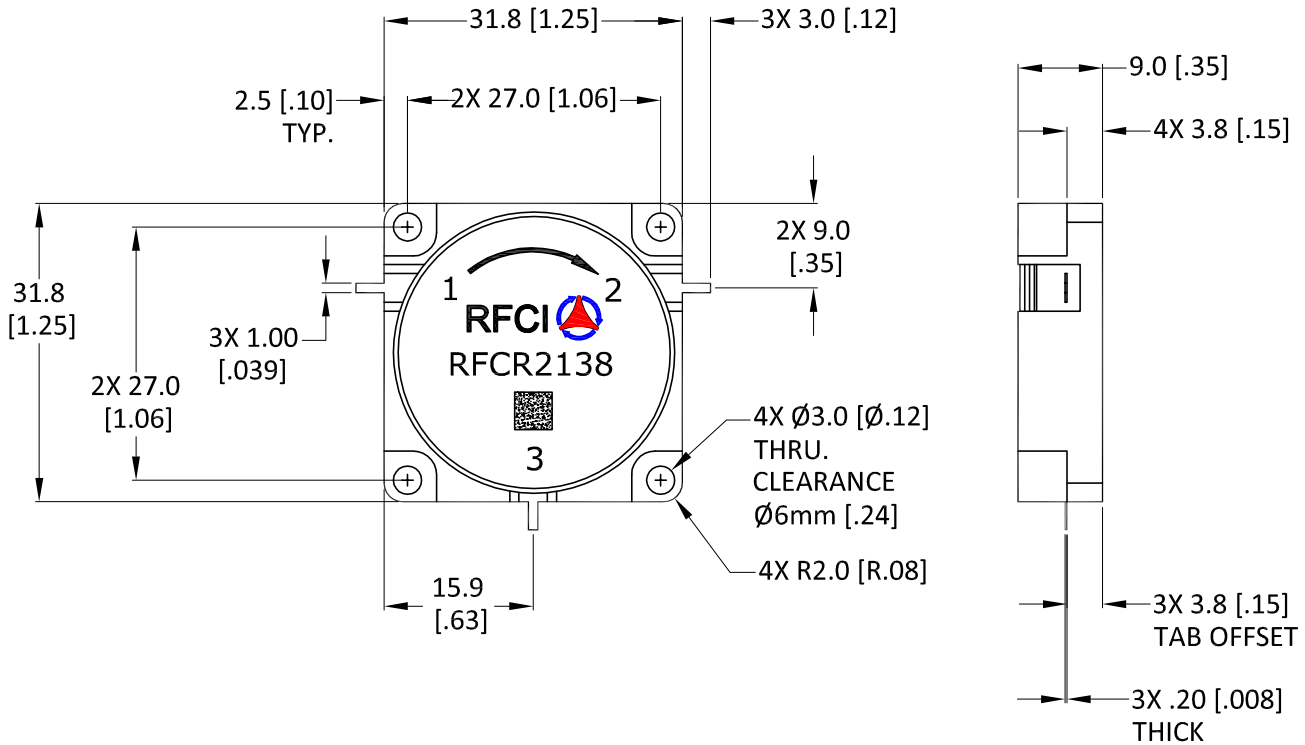 31.8 [1.25]
3X 3.0 [.12]
2.5 [.10]
TYP.
2X 27.0 [1.06]
9.0 [.35]
4X 3.8 [.15]
2X 9.0
[.35]
31.8
[1.25]
3X 1.00
[.039]
2X 27.0
[1.06]
1
2
RFCI
RFCR2138
3
4X Ø3.0 [Ø.12]
THRU.
CLEARANCE
Ø6mm [.24]
4X R2.0 [R.08]
15.9
[.63]
3X 3.8 [.15]
TAB OFFSET
3X .20 [.008]
THICK